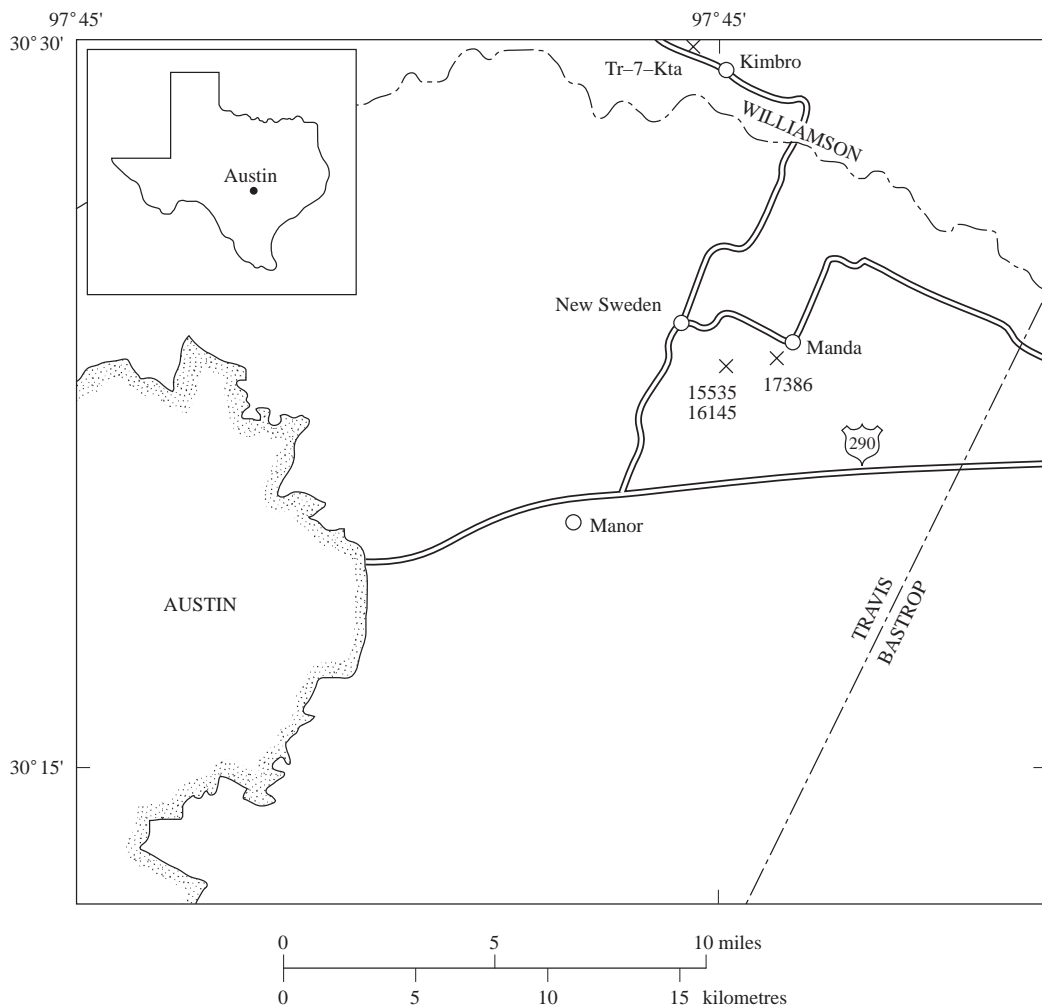 97°45' 97°45'
30°30'
Tr–7–Kta
Kimbro
WILLIAMSON
Austin
New Sweden
Manda
15535
16145
17386
290
Manor
AUSTIN
TRAVIS
BASTROP
30°15'
0 5 10 miles
0 5 10 15 kilometres